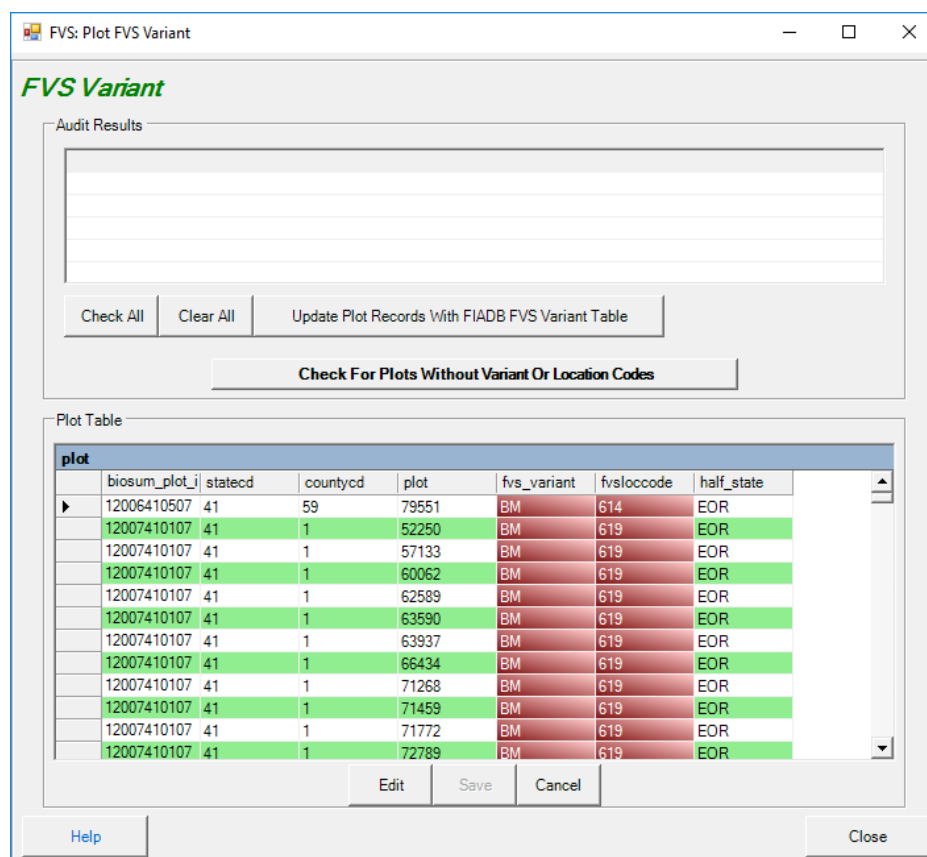 FVS: Plot FVS Variant
FVS Variant
Audit Results
Check All Clear All Update Plot Records With FIADB FVS Variant Table
Check For Plots Without Variant Or Location Codes
Plot Table
plot
biosum_plot_i statecd countycd plot fvs_variant fvsloccode half_state
12006410507 41 59 79551 BM 614 EOR
12007410107 41 1 52250 BM 619 EOR
12007410107 41 1 57133 BM 619 EOR
12007410107 41 1 60062 BM 619 EOR
12007410107 41 1 62589 BM 619 EOR
12007410107 41 1 63590 BM 619 EOR
12007410107 41 1 63937 BM 619 EOR
12007410107 41 1 66434 BM 619 EOR
12007410107 41 1 71268 BM 619 EOR
12007410107 41 1 71459 BM 619 EOR
12007410107 41 1 71772 BM 619 EOR
12007410107 41 1 72789 BM 619 EOR
Edit Save Cancel
Help Close